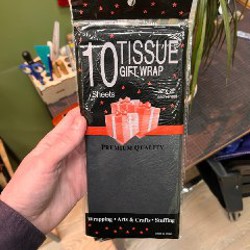 10 TISSUE
GIFT WRAP
Sheets
PREMIUM QUALITY
Wrapping • Arts & Crafts • Stuffing